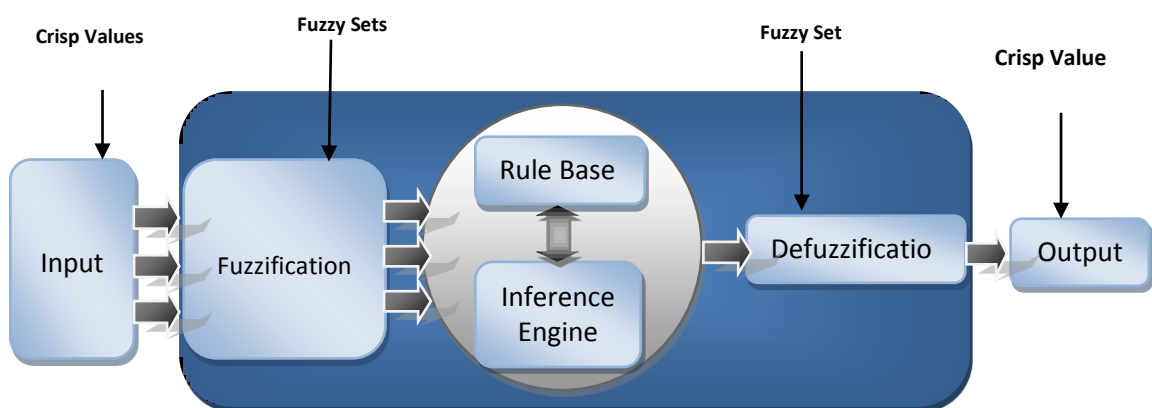 Crisp Values
Fuzzy Sets
Fuzzy Set
Crisp Value
Input
Fuzzification
Rule Base
Inference
Engine
Defuzzificatio
Output